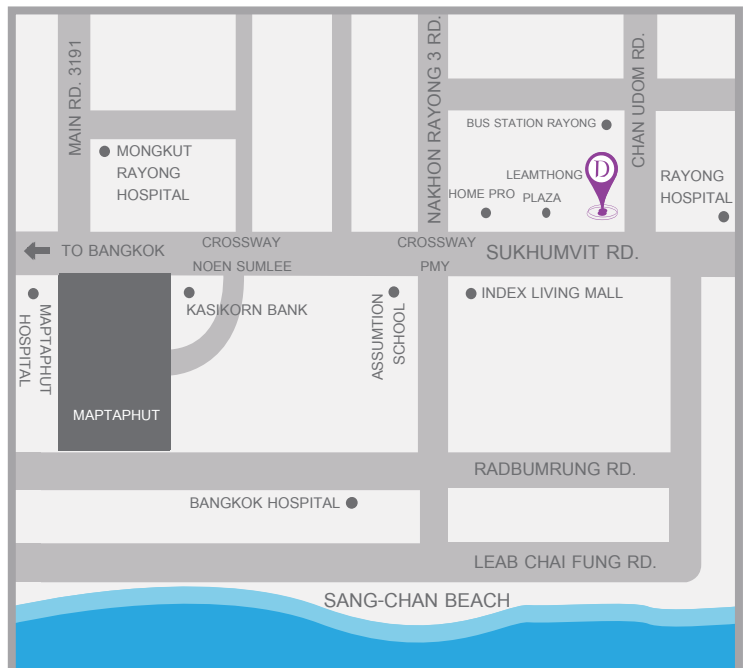 MAIN RD. 3191
NAKHON RAYONG 3 RD.
CHAN UDOM RD.
BUS STATION RAYONG
MONGKUT
RAYONG
HOSPITAL
LEAMTHONG
PLAZA
HOME PRO
D
RAYONG
HOSPITAL
TO BANGKOK
CROSSWAY
NOEN SUMLEE
CROSSWAY
PMY
SUKHUMVIT RD.
MAPTAPHUT
HOSPITAL
KASIKORN BANK
ASSUMTION
SCHOOL
INDEX LIVING MALL
MAPTAPHUT
RADBUMRUNG RD.
BANGKOK HOSPITAL
LEAB CHAI FUNG RD.
SANG-CHAN BEACH